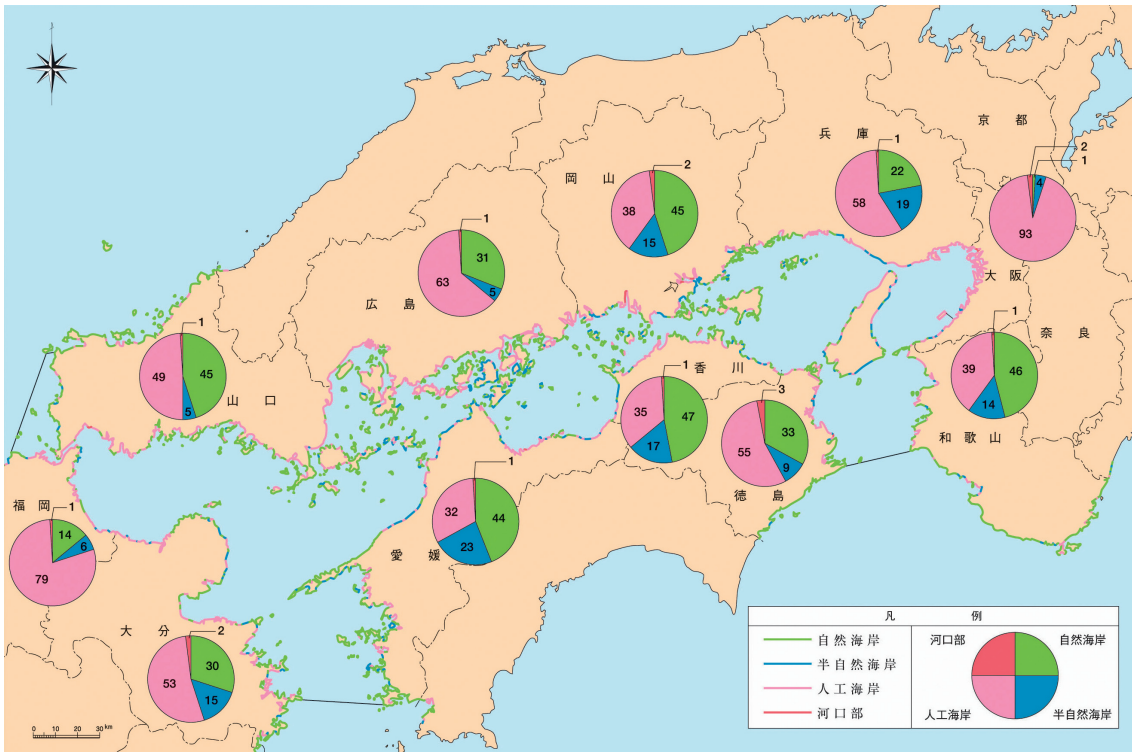 京都
兵庫
1
22
19
58
2
1
4
93
大阪
岡山
2
45
15
38
広島
1
31
5
63
奈良
1
46
14
39
和歌山
1
45
5
49
山口
香川
1
47
17
35
3
33
9
55
徳島
1
44
23
32
愛媛
福岡
1
14
6
79
大分
2
30
15
53
0 5 10 20 30km
凡例
自然海岸
半自然海岸
人工海岸
河口部
河口部
自然海岸
人工海岸
半自然海岸